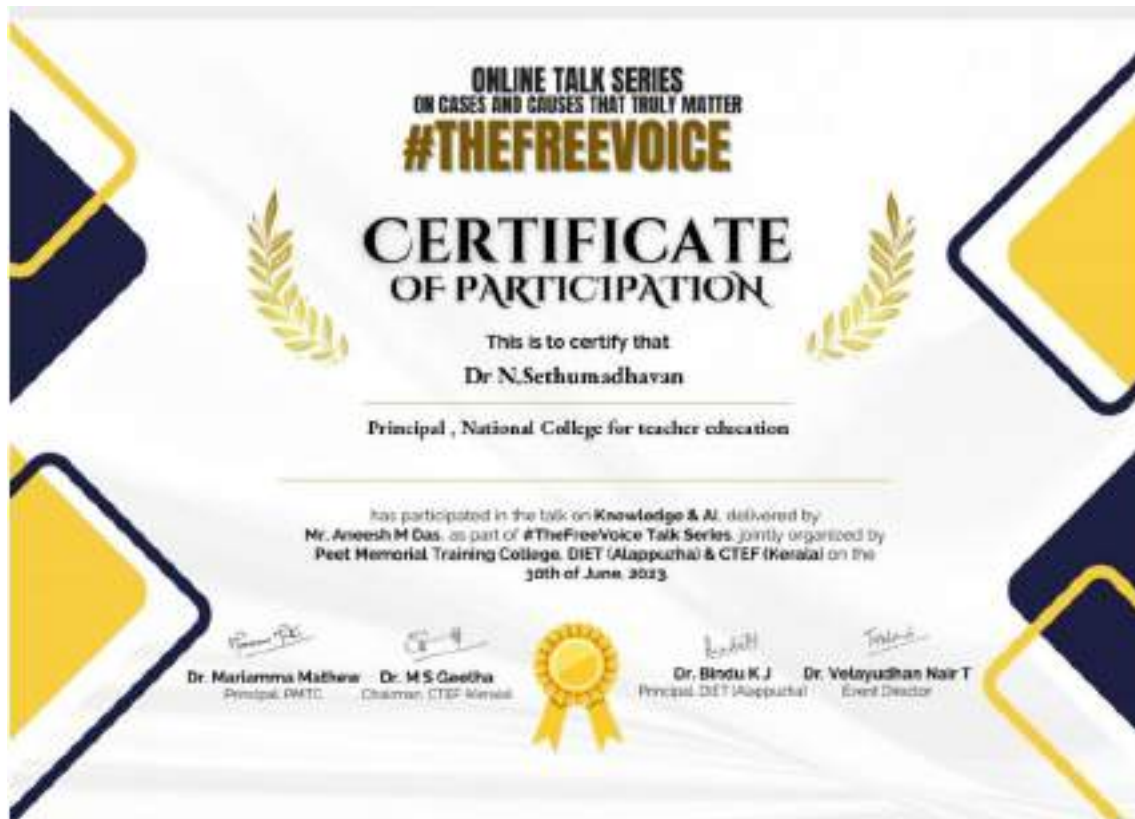 ONLINE TALK SERIES
ON CASES AND CAUSES THAT TRULY MATTER
#THEFREEVOICE
CERTIFICATE
OF PARTICIPATION
This is to certify that
Dr N.Sethumadhavan
Principal , National College for teacher education
has participated in the talk on Knowledge & AI, delivered by
Mr. Aneesh M Das, as part of #TheFreeVoice Talk Series, jointly organized by
Peet Memorial Training College, DIET (Alappuzha) & CTEF (Kerala) on the
30th of June, 2023
Dr. Mariamma Mathew Dr. M S Geetha Dr. Bindu K J Dr. Velayudhan Nair T
Principal, PMTC Chairman, CTEF (Kerala) Principal, DIET (Alappuzha) Event Director